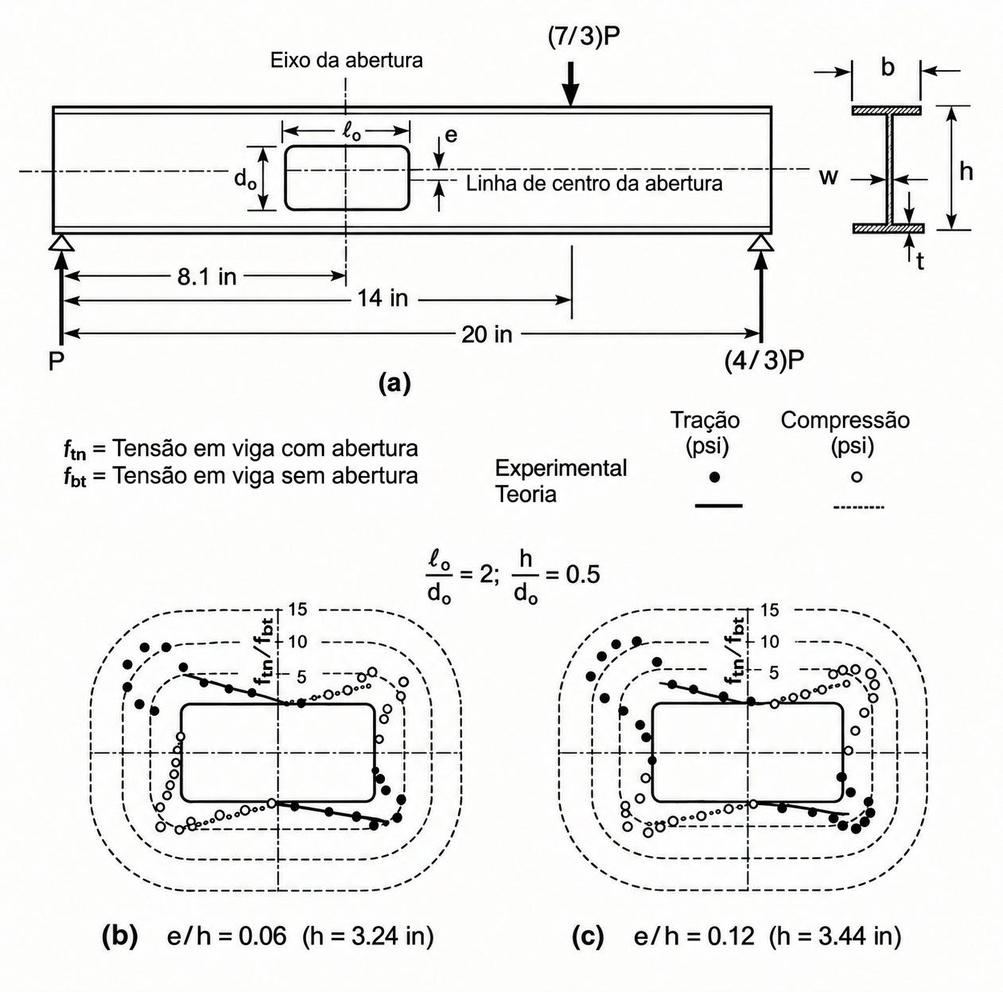 (7/3)P
Eixo da abertura
b
ℓo
e
do
Linha de centro da abertura
w
h
t
8.1 in
14 in
20 in
P
(4/3)P
(a)
Tração Compressão
(psi) (psi)
ftn = Tensão em viga com abertura
fbt = Tensão em viga sem abertura
Experimental
Teoria
ℓo/do = 2; h/do = 0.5
15
10
5
ftn/fbt
15
10
5
ftn/fbt
(b) e/h = 0.06 (h = 3.24 in)
(c) e/h = 0.12 (h = 3.44 in)